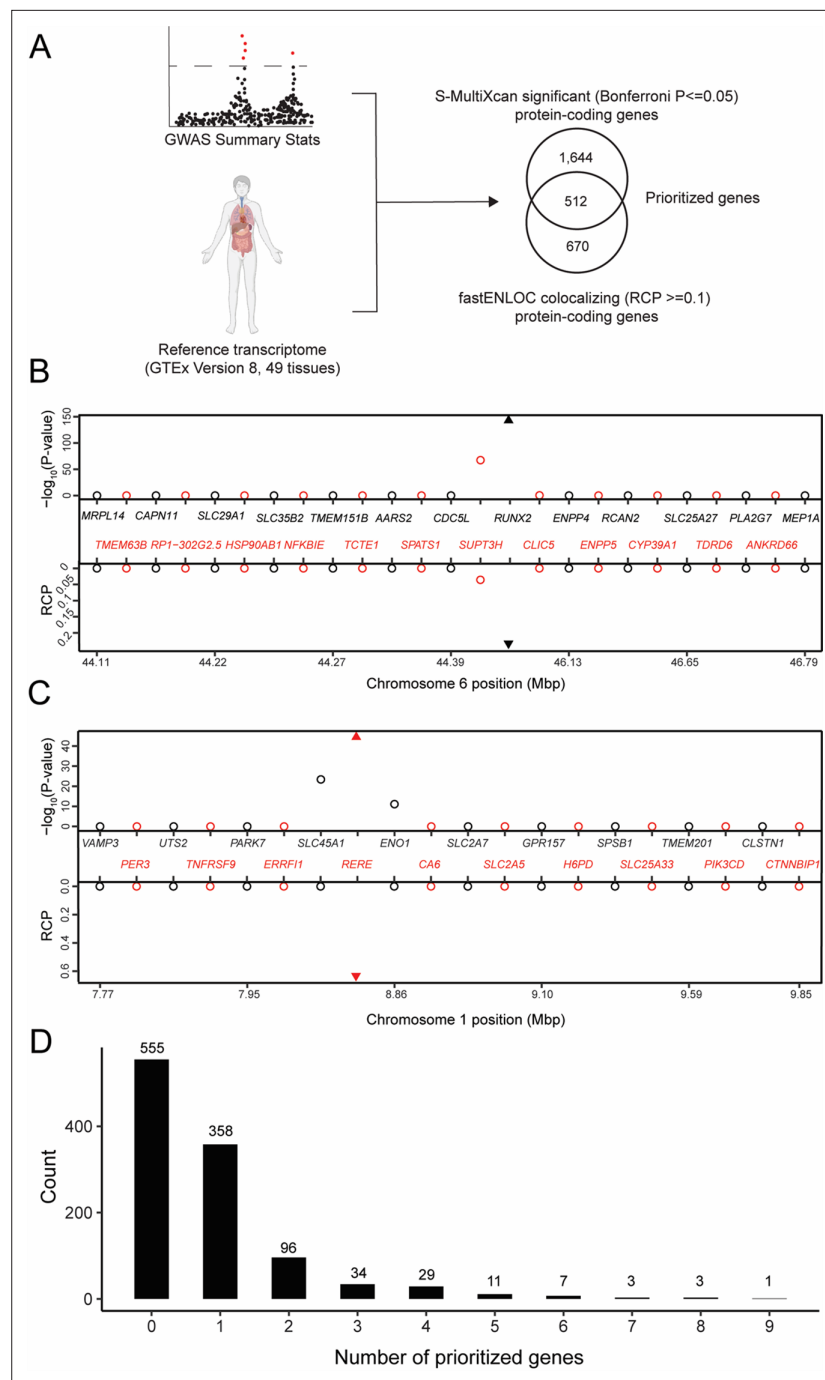 A
GWAS Summary Stats
Reference transcriptome
(GTEx Version 8, 49 tissues)
S-MultiXcan significant (Bonferroni P<=0.05)
protein-coding genes
1,644
512
Prioritized genes
670
fastENLOC colocalizing (RCP >=0.1)
protein-coding genes
B
−log10(P-value)
150
100
50
0
MRPL14 CAPN11 SLC29A1 SLC35B2 TMEM151B AARS2 CDC5L RUNX2 ENPP4 RCAN2 SLC25A27 PLA2G7 MEP1A
TMEM63B RP1−302G2.5 HSP90AB1 NFKBIE TCTE1 SPATS1 SUPT3H CLIC5 ENPP5 CYP39A1 TDRD6 ANKRD66
RCP
0
0.05
0.1
0.15
0.2
44.11 44.22 44.27 44.39 46.13 46.65 46.79
Chromosome 6 position (Mbp)
C
−log10(P-value)
40
30
20
10
0
VAMP3 UTS2 PARK7 SLC45A1 ENO1 SLC2A7 GPR157 SPSB1 TMEM201 CLSTN1
PER3 TNFRSF9 ERRFI1 RERE CA6 SLC2A5 H6PD SLC25A33 PIK3CD CTNNBIP1
RCP
0.0
0.2
0.4
0.6
7.77 7.95 8.86 9.10 9.59 9.85
Chromosome 1 position (Mbp)
D
Count
400
200
0
555
358
96
34
29
11
7
3
3
1
0 1 2 3 4 5 6 7 8 9
Number of prioritized genes